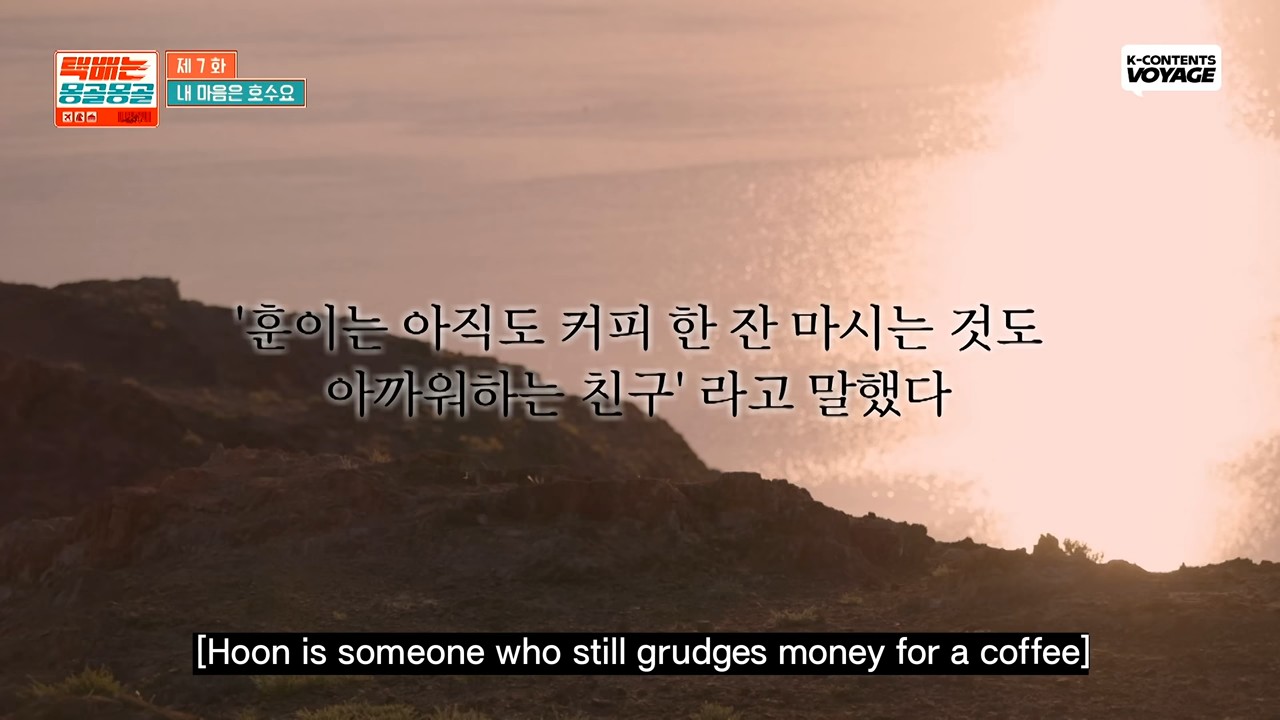 택배는
몽골몽골
제 7 화
내 마음은 호수요
K-CONTENTS
VOYAGE
'훈이는 아직도 커피 한 잔 마시는 것도
아까워하는 친구' 라고 말했다
[Hoon is someone who still grudges money for a coffee]